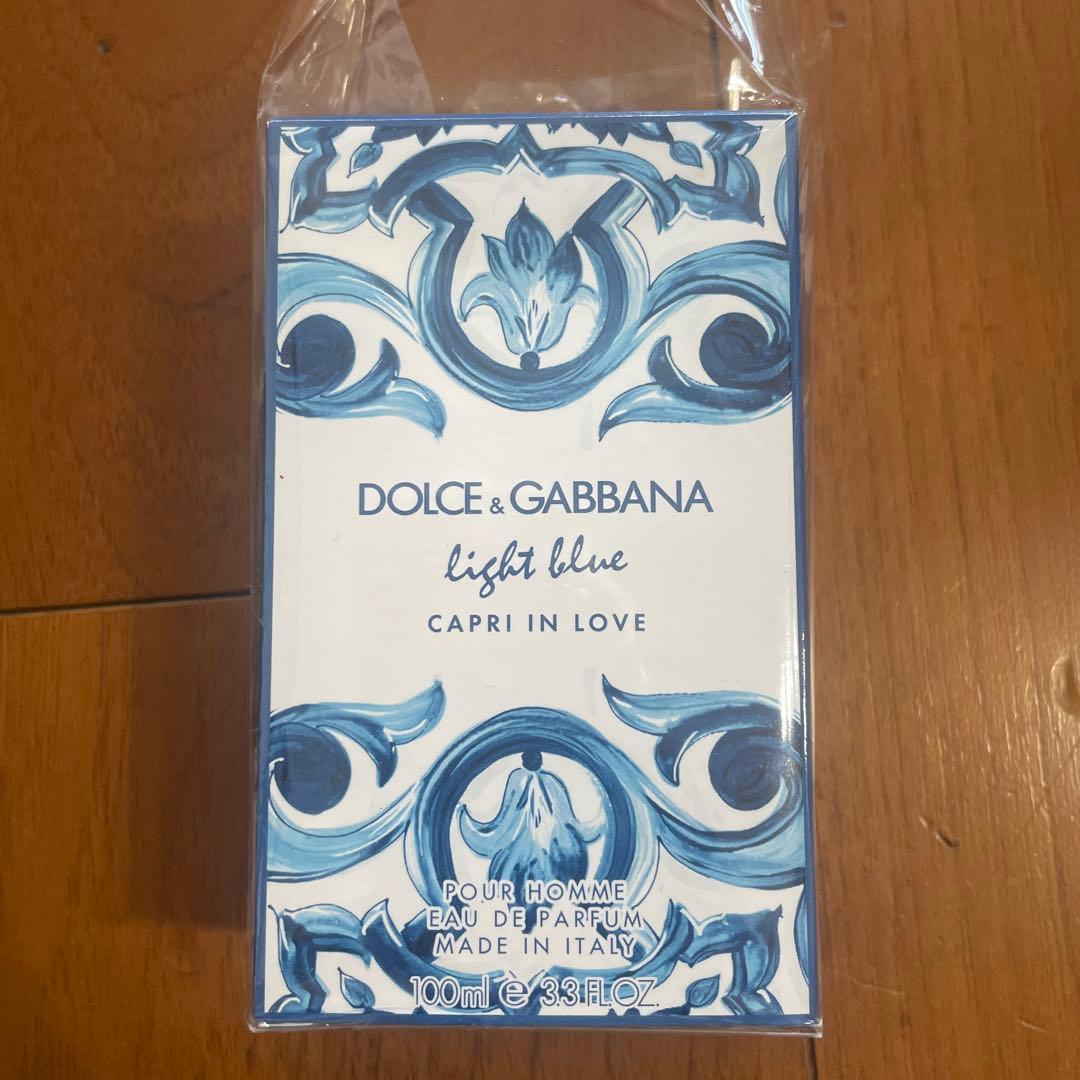 DOLCE & GABBANA
light blue
CAPRI IN LOVE
POUR HOMME
EAU DE PARFUM
MADE IN ITALY
100ml ℮ 3.3 FL.OZ.